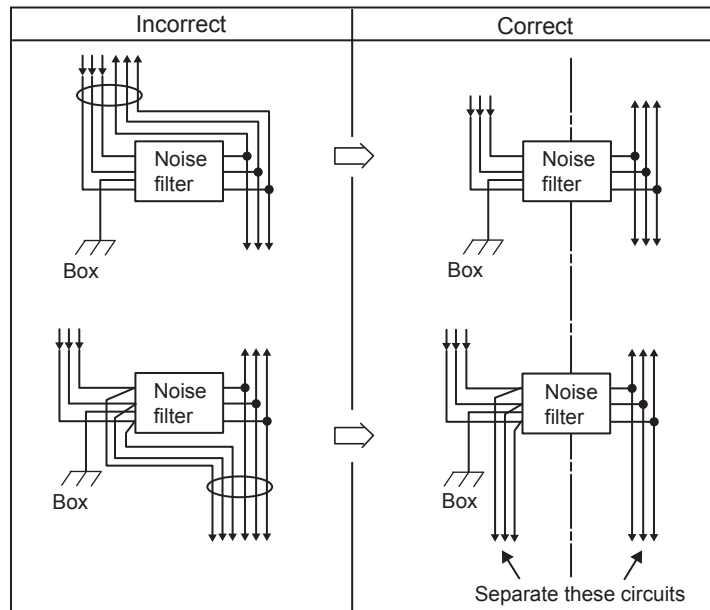 Incorrect
Correct
Noise
filter
Box
Noise
filter
Box
Noise
filter
Box
Noise
filter
Box
Separate these circuits